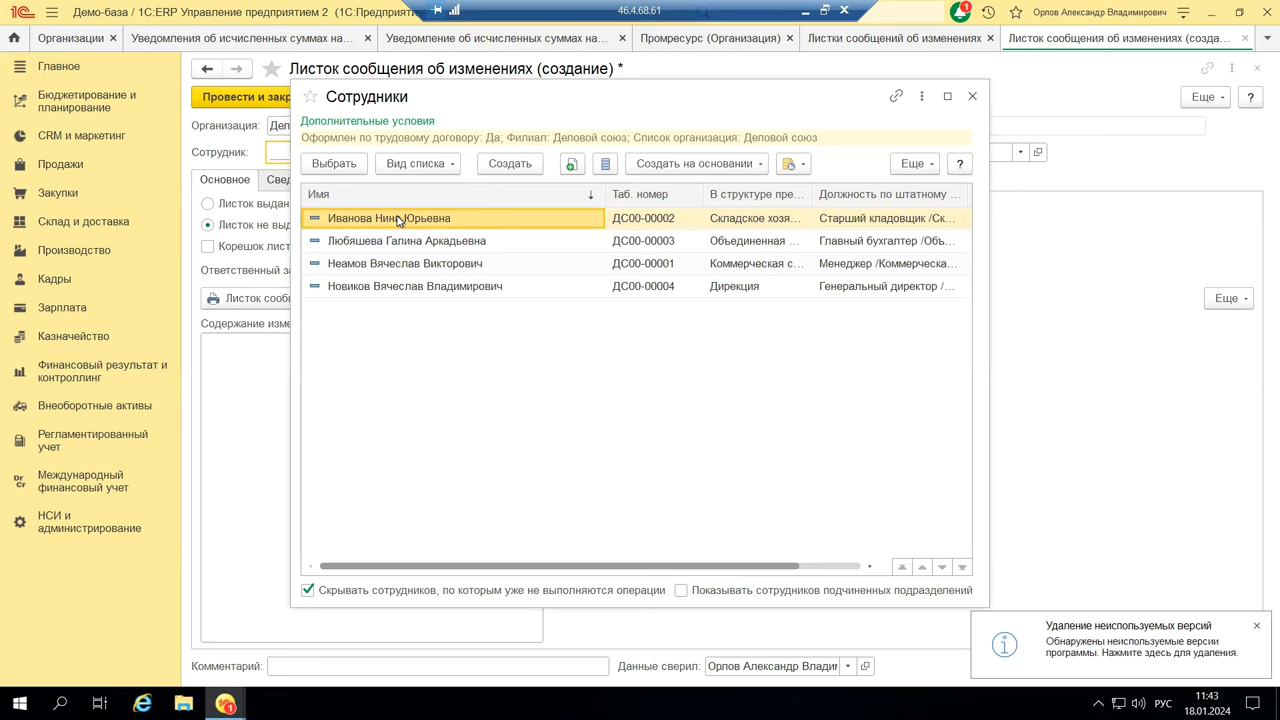 Демо-база / 1С:ERP Управление предприятием 2 (1С:Предприяти
46.4.68.61
1
Орлов Александр Владимирович
Организации
Уведомления об исчисленных суммах на...
Уведомление об исчисленных суммах на...
Промресурс (Организация)
Листки сообщений об изменениях
Листок сообщения об изменениях (созда...
Главное
Бюджетирование и
планирование
CRM и маркетинг
Продажи
Закупки
Склад и доставка
Производство
Кадры
Зарплата
Казначейство
Финансовый результат и
контроллинг
Внеоборотные активы
Регламентированный
учет
Международный
финансовый учет
НСИ и
администрирование
Листок сообщения об изменениях (создание) *
Провести и закр
Еще
?
Организация:
Дел
Сотрудник:
Основное
Свед
Листок выдан
Листок не выд
Корешок лист
Ответственный за
Листок сооб
Еще
Содержание изме
Сотрудники
Дополнительные условия
Оформлен по трудовому договору: Да; Филиал: Деловой союз; Список организация: Деловой союз
Выбрать
Вид списка
Создать
Создать на основании
Еще
?
Имя ↓ Таб. номер В структуре пре... Должность по штатному ...
Иванова Нина Юрьевна ДС00-00002 Складское хозя... Старший кладовщик /Ск...
Любяшева Галина Аркадьевна ДС00-00003 Объединенная ... Главный бухгалтер /Объ...
Неамов Вячеслав Викторович ДС00-00001 Коммерческая с... Менеджер /Коммерческа...
Новиков Вячеслав Владимирович ДС00-00004 Дирекция Генеральный директор /...
Скрывать сотрудников, по которым уже не выполняются операции
Показывать сотрудников подчиненных подразделений
Удаление неиспользуемых версий
Обнаружены неиспользуемые версии
программы. Нажмите здесь для удаления.
Комментарий:
Данные сверил:
Орлов Александр Владим
1
РУС
11:43
18.01.2024